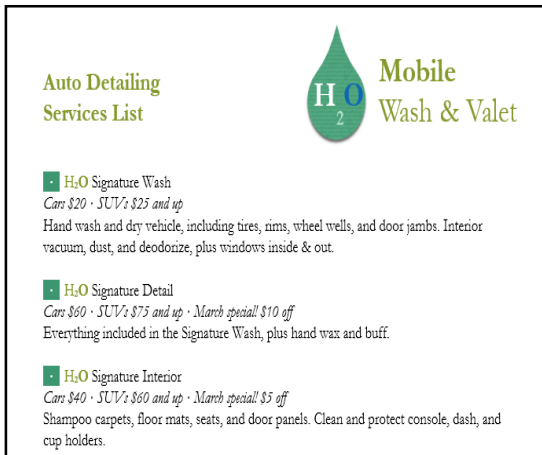 Auto Detailing
Services List
H2O
Mobile
Wash & Valet
H₂O Signature Wash
Cars $20 · SUVs $25 and up
Hand wash and dry vehicle, including tires, rims, wheel wells, and door jambs. Interior
vacuum, dust, and deodorize, plus windows inside & out.
H₂O Signature Detail
Cars $60 · SUVs $75 and up · March special! $10 off
Everything included in the Signature Wash, plus hand wax and buff.
H₂O Signature Interior
Cars $40 · SUVs $60 and up · March special! $5 off
Shampoo carpets, floor mats, seats, and door panels. Clean and protect console, dash, and
cup holders.